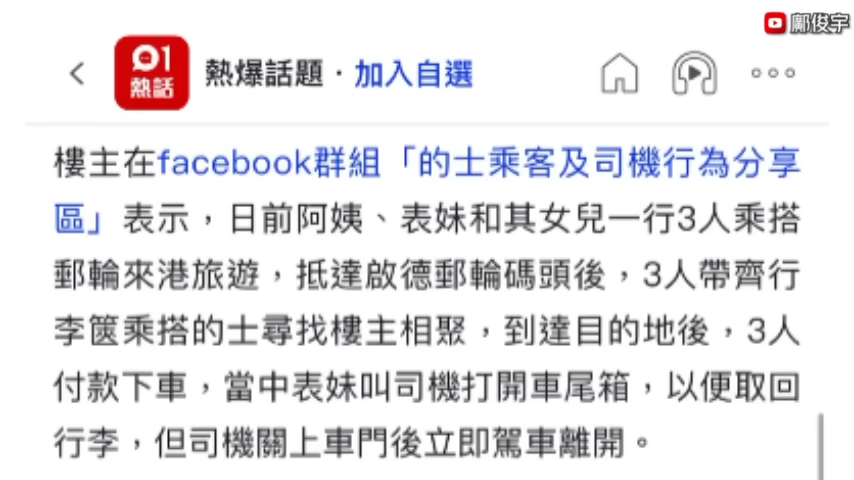 鄺俊宇
01
熱話
熱爆話題·加入自選
樓主在facebook群組「的士乘客及司機行為分享
區」表示，日前阿姨、表妹和其女兒一行3人乘搭
郵輪來港旅遊，抵達啟德郵輪碼頭後，3人帶齊行
李篋乘搭的士尋找樓主相聚，到達目的地後，3人
付款下車，當中表妹叫司機打開車尾箱，以便取回
行李，但司機關上車門後立即駕車離開。